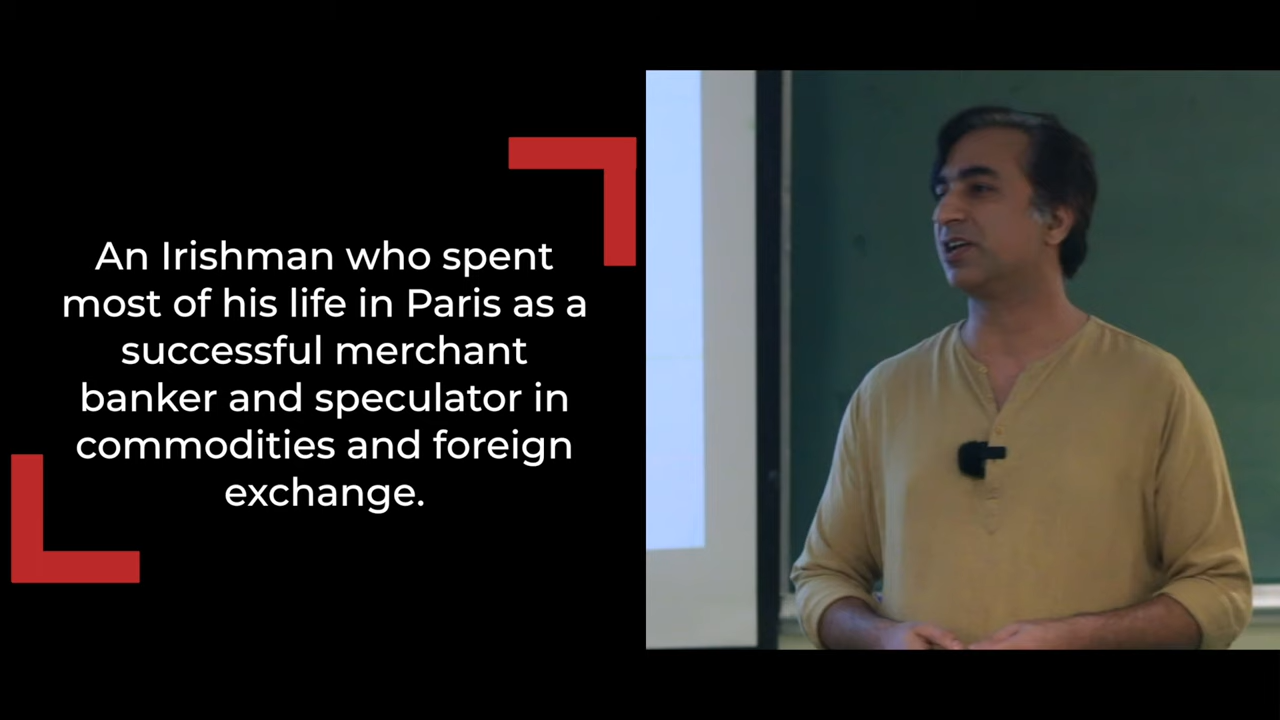 An Irishman who spent
most of his life in Paris as a
successful merchant
banker and speculator in
commodities and foreign
exchange.